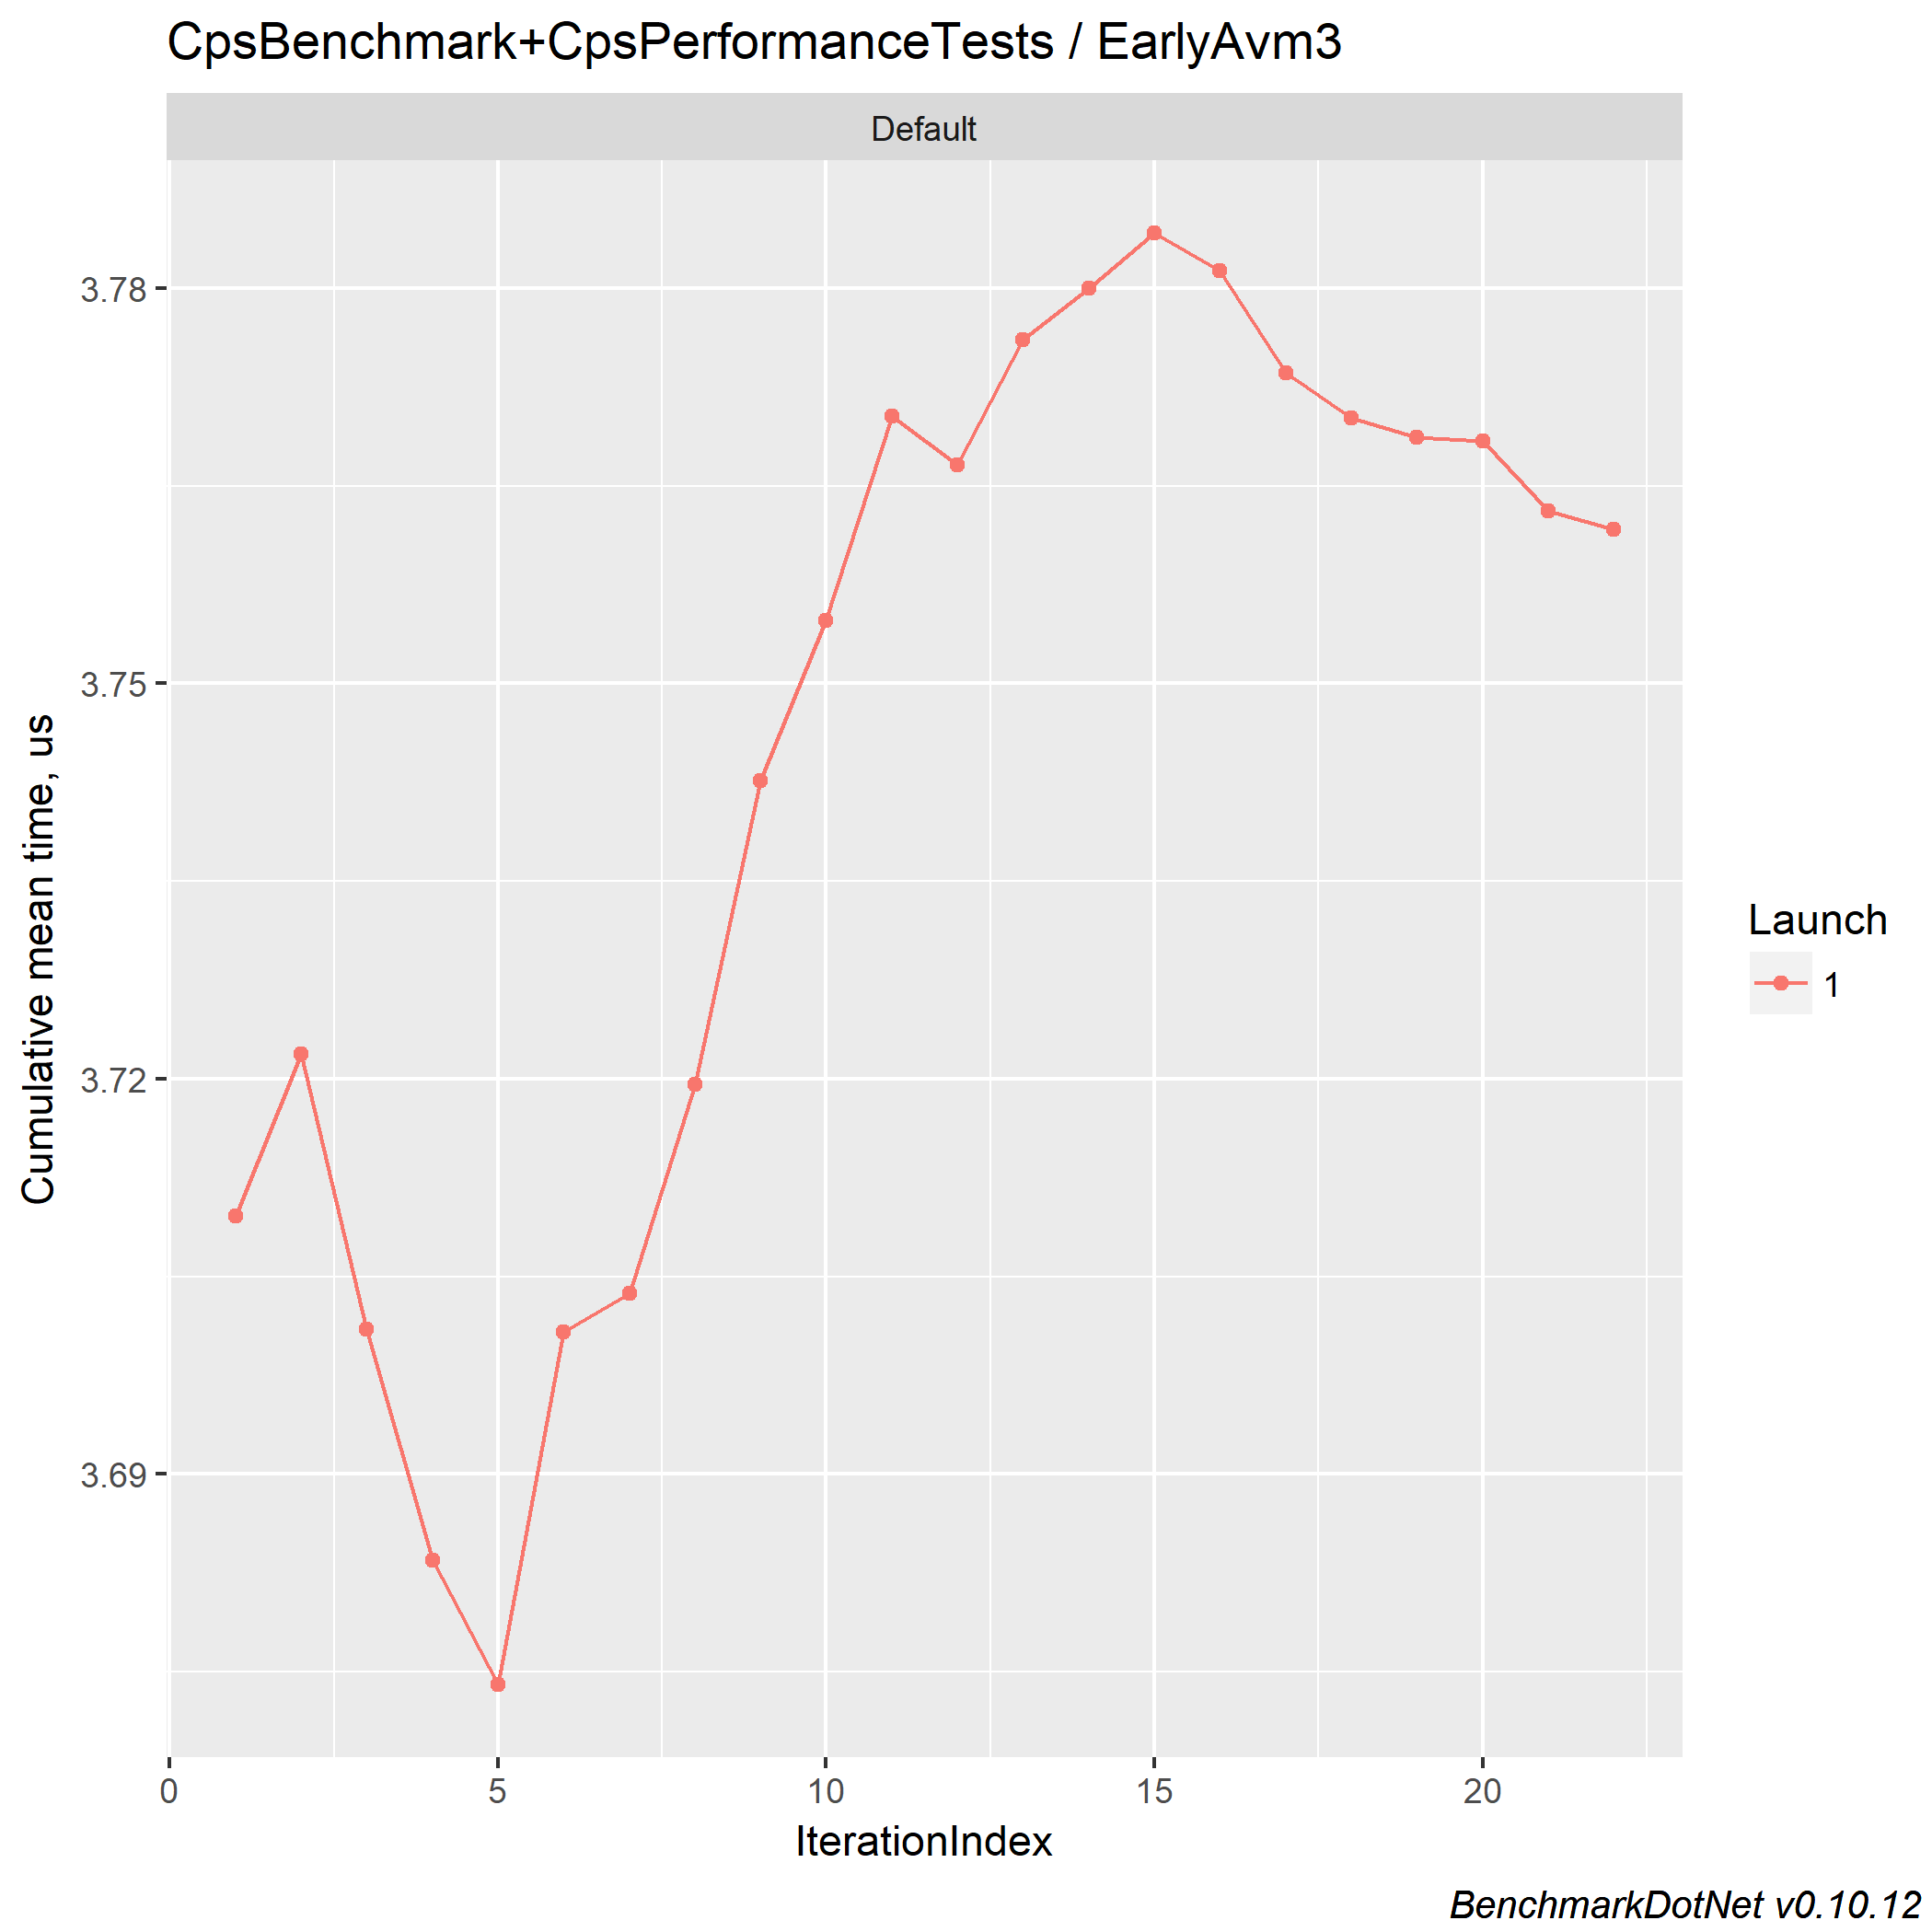 CpsBenchmark+CpsPerformanceTests / EarlyAvm3
Default
3.78
3.75
3.72
3.69
Cumulative mean time, us
0 5 10 15 20
IterationIndex
Launch
1
BenchmarkDotNet v0.10.12